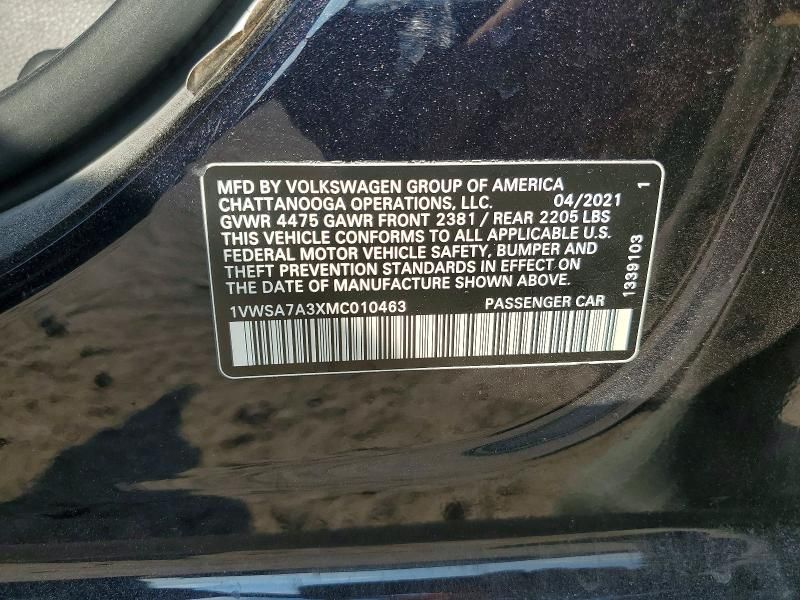 MFD BY VOLKSWAGEN GROUP OF AMERICA
CHATTANOOGA OPERATIONS, LLC. 04/2021
GVWR 4475 GAWR FRONT 2381 / REAR 2205 LBS
THIS VEHICLE CONFORMS TO ALL APPLICABLE U.S.
FEDERAL MOTOR VEHICLE SAFETY, BUMPER AND
THEFT PREVENTION STANDARDS IN EFFECT ON
THE DATE OF MANUFACTURE SHOWN ABOVE.
1VWSA7A3XMC010463 PASSENGER CAR
1339103 1